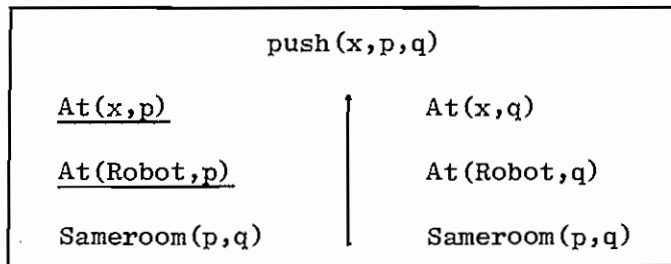 push(x,p,q)
At(x,p) At(x,q)
At(Robot,p) At(Robot,q)
Sameroom(p,q) Sameroom(p,q)